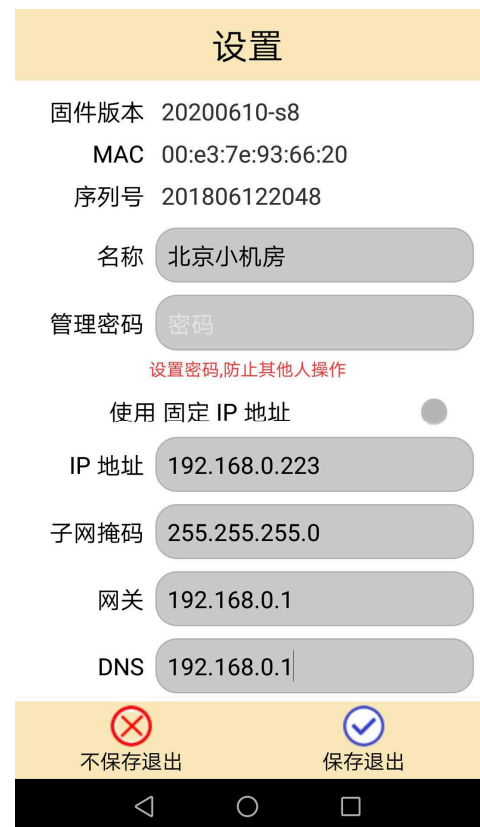 设置
固件版本 20200610-s8
MAC 00:e3:7e:93:66:20
序列号 201806122048
名称 北京小机房
管理密码 密码
设置密码,防止其他人操作
使用 固定 IP 地址
IP 地址 192.168.0.223
子网掩码 255.255.255.0
网关 192.168.0.1
DNS 192.168.0.1
不保存退出 保存退出